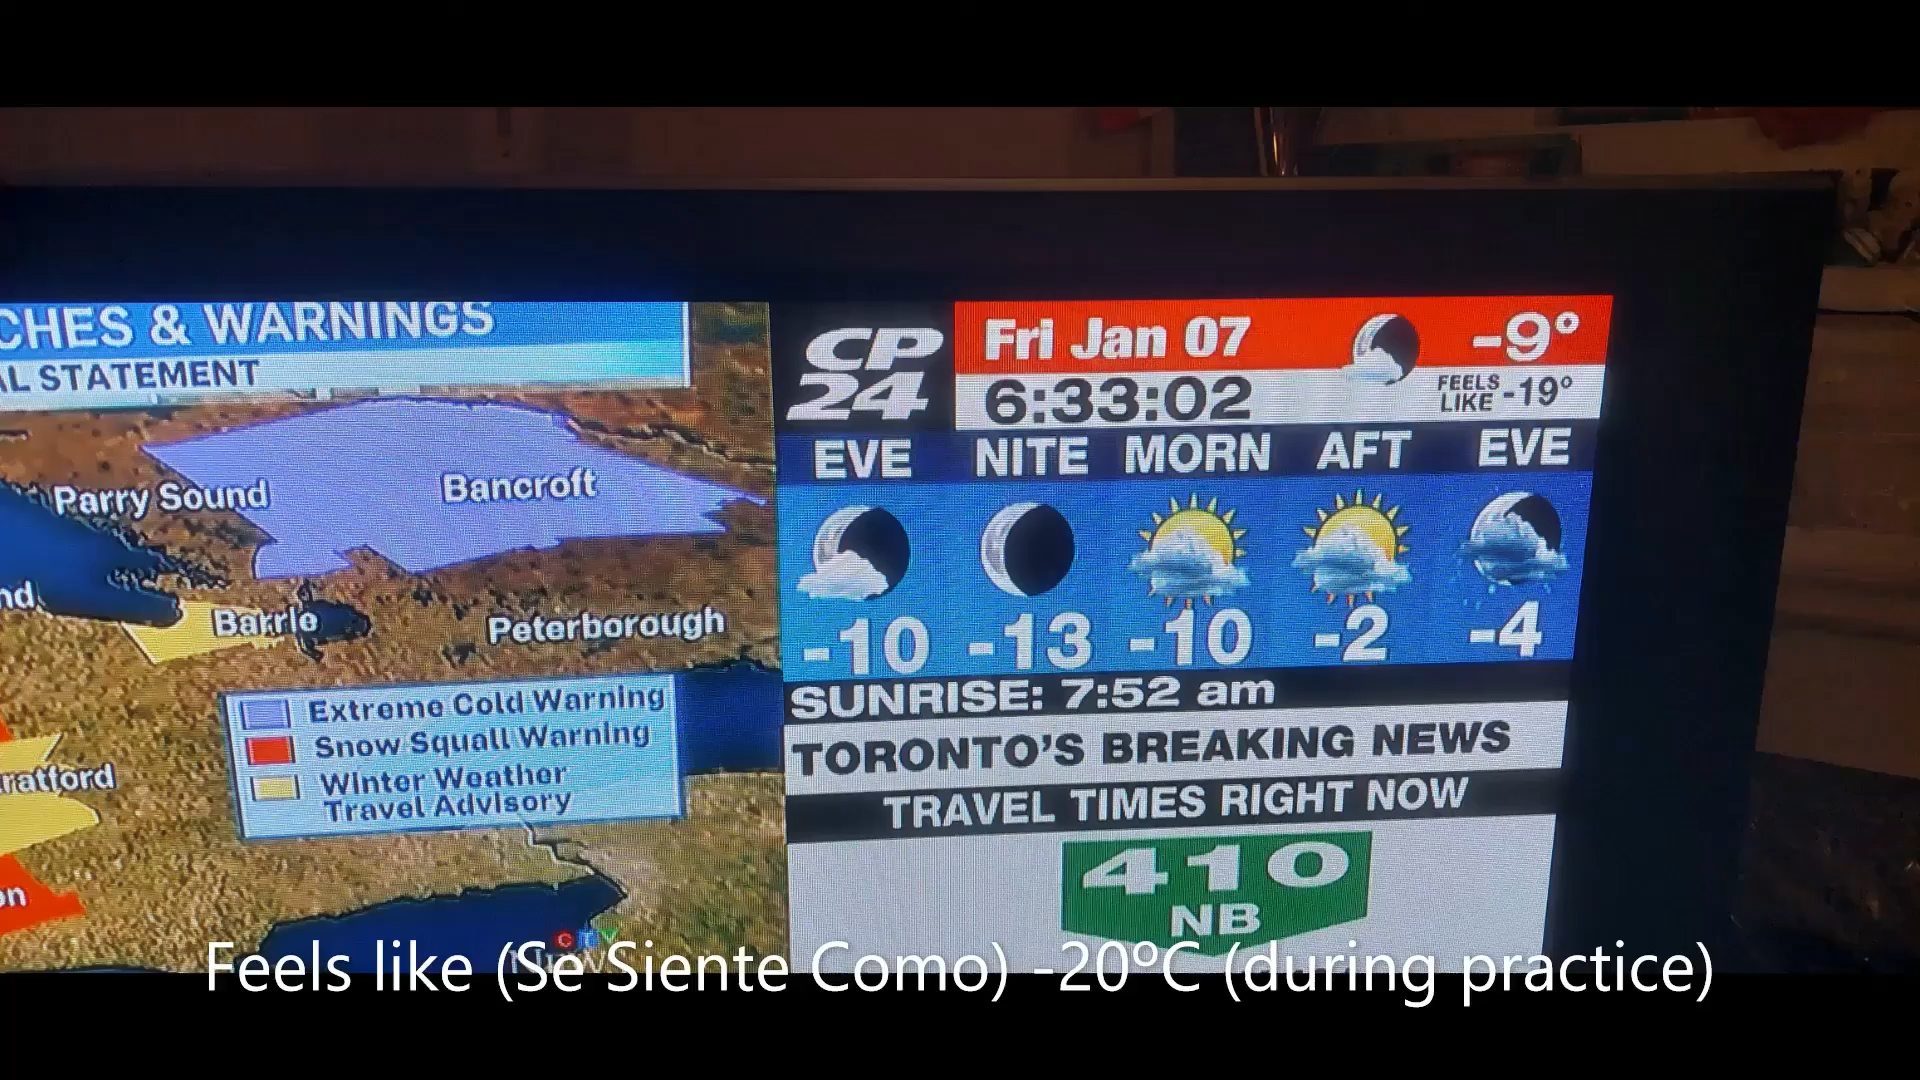 CHES & WARNINGS
AL STATEMENT
Parry Sound
Bancroft
nd
Barrie
Peterborough
Extreme Cold Warning
Snow Squall Warning
Winter Weather
Travel Advisory
ratford
on
CTV
CP
24
Fri Jan 07
-9°
6:33:02
FEELS
LIKE -19°
EVE NITE MORN AFT EVE
-10 -13 -10 -2 -4
SUNRISE: 7:52 am
TORONTO'S BREAKING NEWS
TRAVEL TIMES RIGHT NOW
410
NB
Feels like (Se Siente Como) -20°C (during practice)